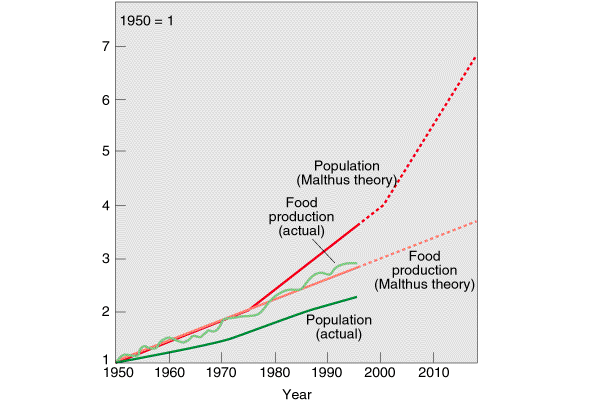 1950 = 1
7
6
5
4
3
2
1
Population
(Malthus theory)
Food
production
(actual)
Food
production
(Malthus theory)
Population
(actual)
1950 1960 1970 1980 1990 2000 2010
Year